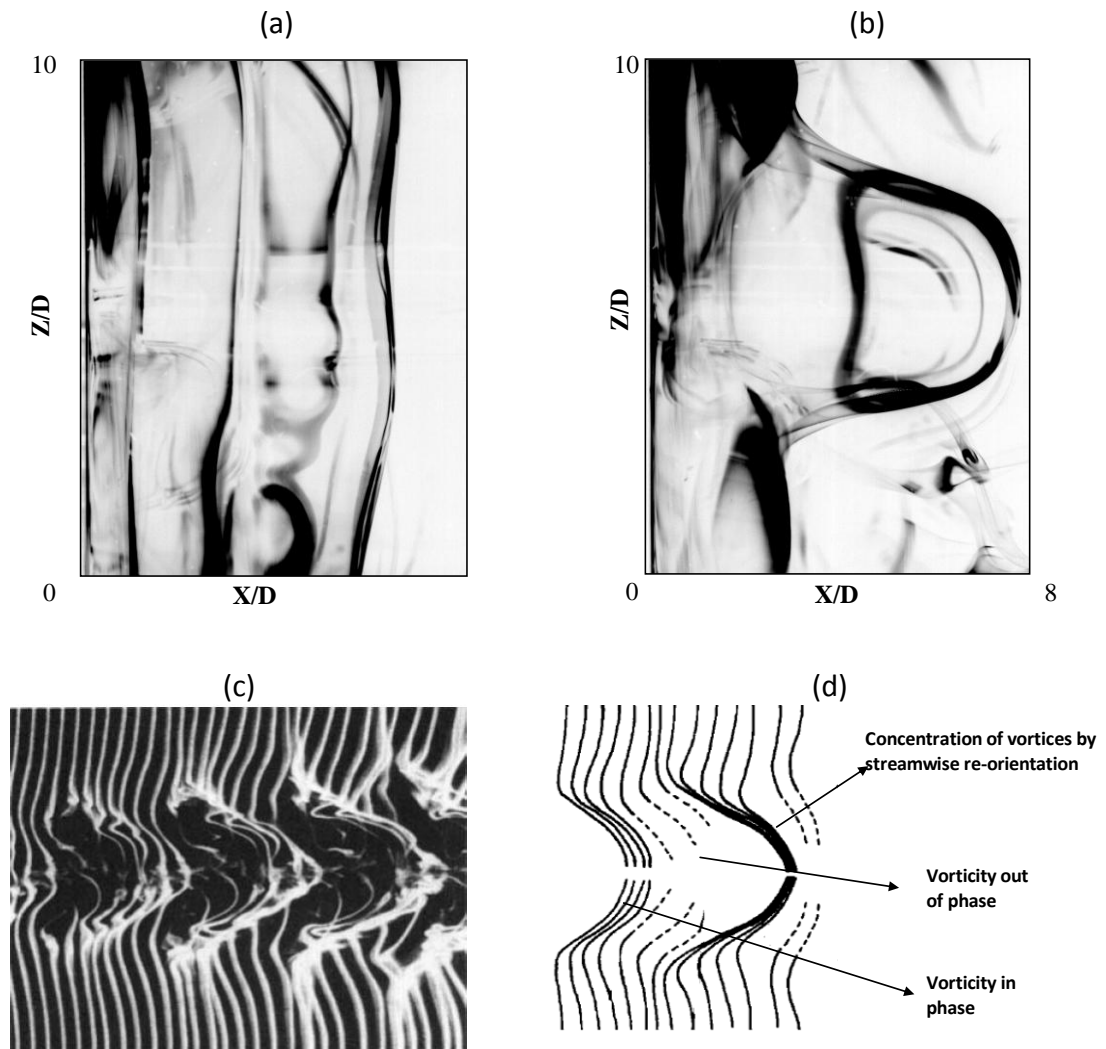 (a)
(b)
10
10
Z/D
Z/D
0
X/D
0
X/D
8
(c)
(d)
Concentration of vortices by
streamwise re-orientation
Vorticity out
of phase
Vorticity in
phase